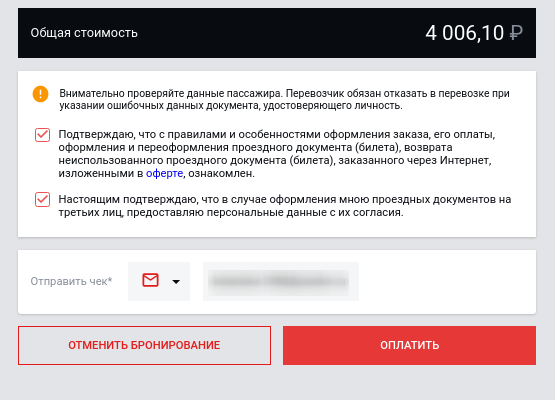 Общая стоимость 4 006,10 ₽
Внимательно проверяйте данные пассажира. Перевозчик обязан отказать в перевозке при
указании ошибочных данных документа, удостоверяющего личность.
Подтверждаю, что с правилами и особенностями оформления заказа, его оплаты,
оформления и переоформления проездного документа (билета), возврата
неиспользованного проездного документа (билета), заказанного через Интернет,
изложенными в оферте, ознакомлен.
Настоящим подтверждаю, что в случае оформления мною проездных документов на
третьих лиц, предоставляю персональные данные с их согласия.
Отправить чек*
ОТМЕНИТЬ БРОНИРОВАНИЕ ОПЛАТИТЬ